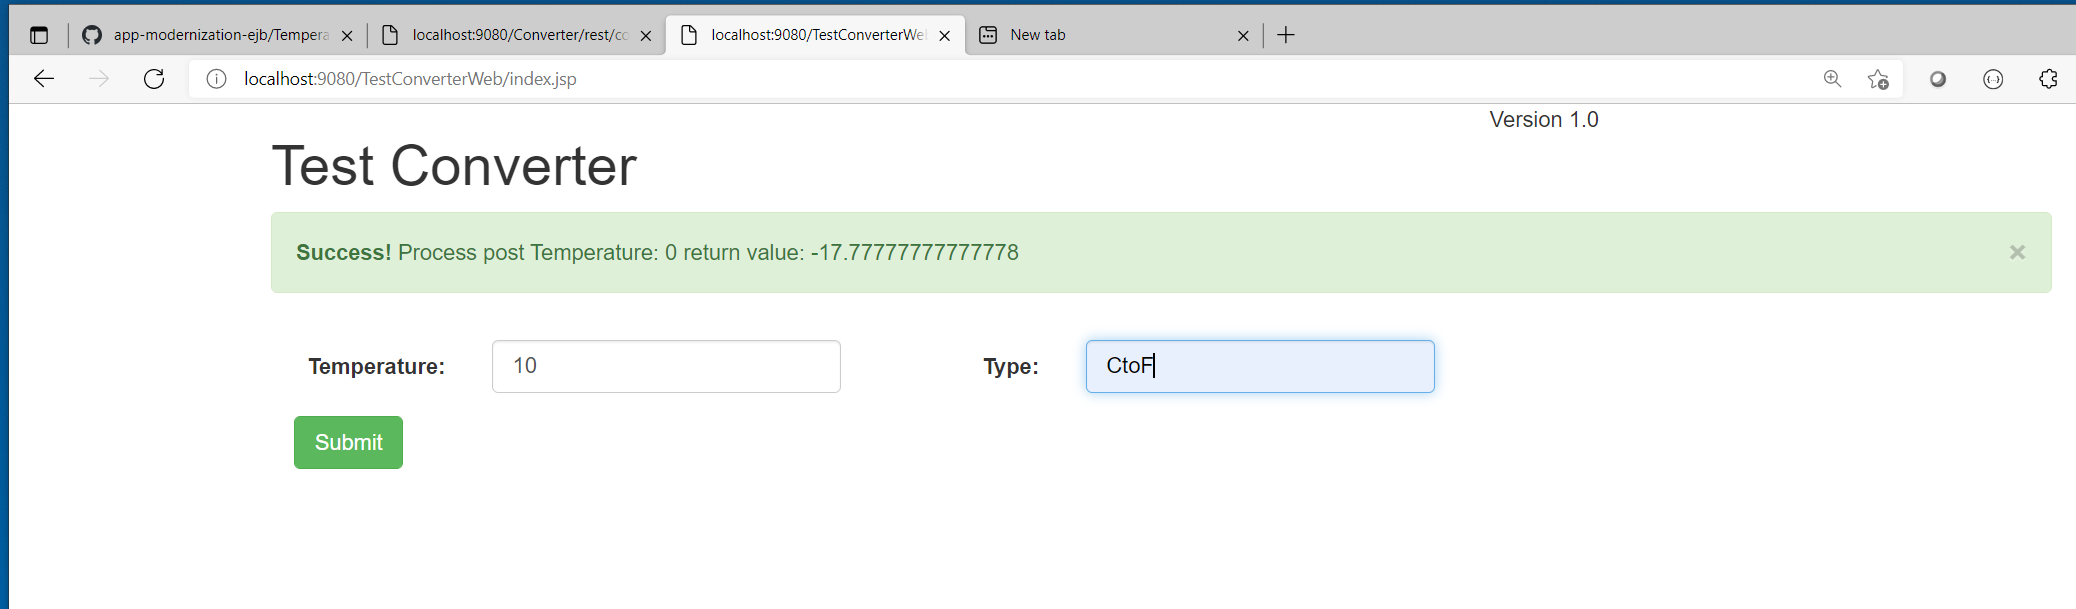 app-modernization-ejb/Tempera
localhost:9080/Converter/rest/co
localhost:9080/TestConverterWe
New tab
localhost:9080/TestConverterWeb/index.jsp
Version 1.0
Test Converter
Success! Process post Temperature: 0 return value: -17.77777777777778
Temperature: 10 Type: CtoF
Submit